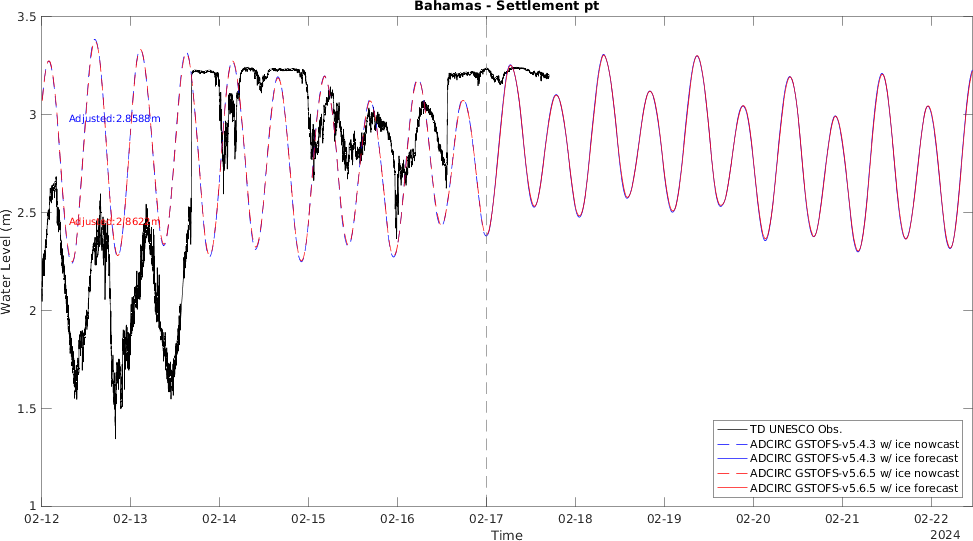 Bahamas - Settlement pt
3.5
3
2.5
2
1.5
1
Water Level (m)
Adjusted:2.8588m
TD UNESCO Obs.
ADCIRC GSTOFS-v5.4.3 w/ ice nowcast
ADCIRC GSTOFS-v5.4.3 w/ ice forecast
ADCIRC GSTOFS-v5.6.5 w/ ice nowcast
ADCIRC GSTOFS-v5.6.5 w/ ice forecast
02-12 02-13 02-14 02-15 02-16 02-17 02-18 02-19 02-20 02-21 02-22
Time
2024